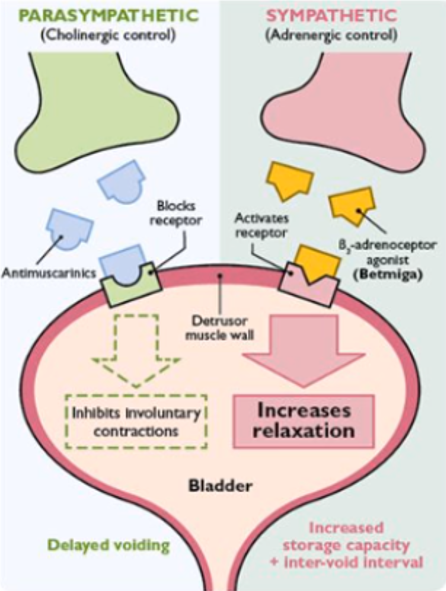 PARASYMPATHETIC
(Cholinergic control)
SYMPATHETIC
(Adrenergic control)
Blocks
receptor
Activates
receptor
Antimuscarinics
ß₃-adrenoceptor
agonist
(Betmiga)
Detrusor
muscle wall
Inhibits involuntary
contractions
Increases
relaxation
Bladder
Delayed voiding
Increased
storage capacity
+ inter-void interval